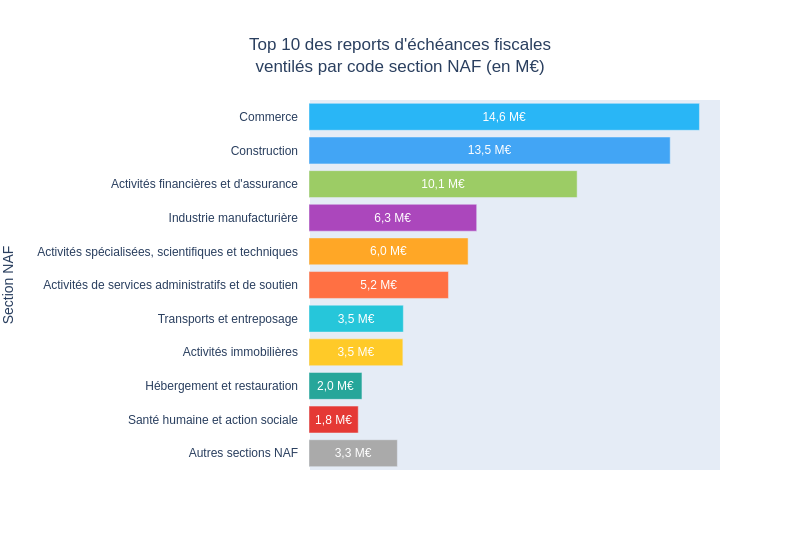 Top 10 des reports d'échéances fiscales
ventilés par code section NAF (en M€)
Section NAF
Commerce 14,6 M€
Construction 13,5 M€
Activités financières et d'assurance 10,1 M€
Industrie manufacturière 6,3 M€
Activités spécialisées, scientifiques et techniques 6,0 M€
Activités de services administratifs et de soutien 5,2 M€
Transports et entreposage 3,5 M€
Activités immobilières 3,5 M€
Hébergement et restauration 2,0 M€
Santé humaine et action sociale 1,8 M€
Autres sections NAF 3,3 M€